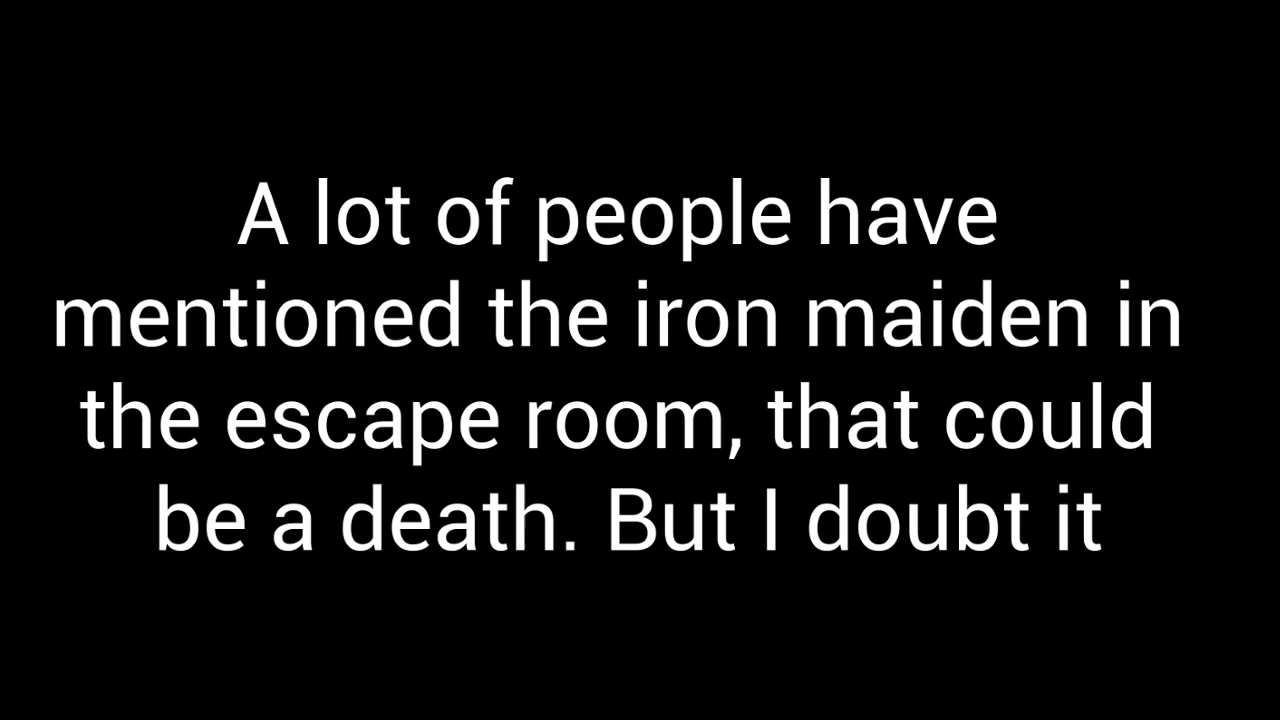 A lot of people have
mentioned the iron maiden in
the escape room, that could
be a death. But I doubt it